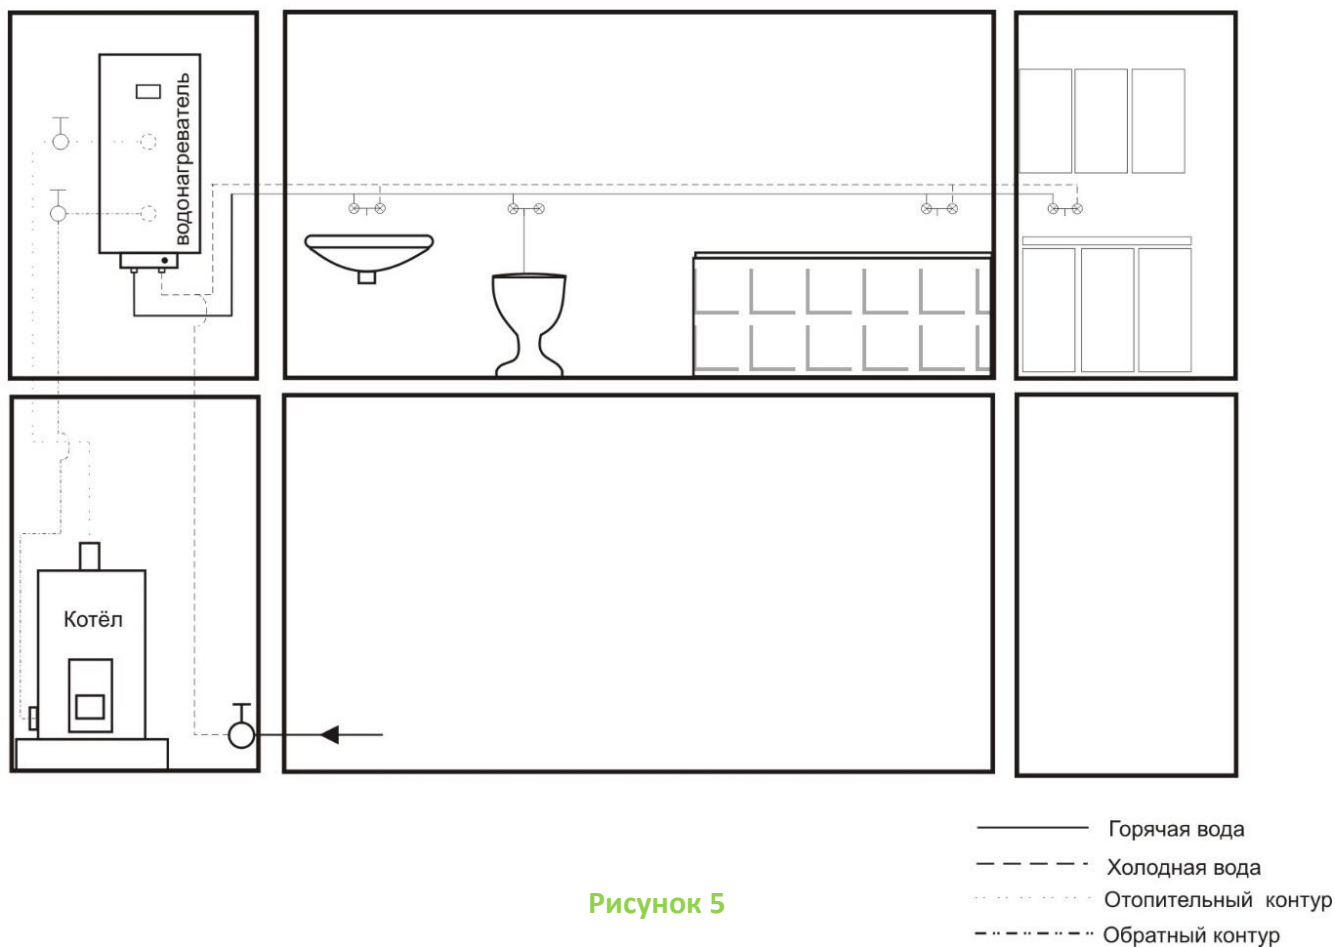 водонагреватель
Котёл
Горячая вода
Холодная вода
Отопительный контур
Обратный контур
Рисунок 5